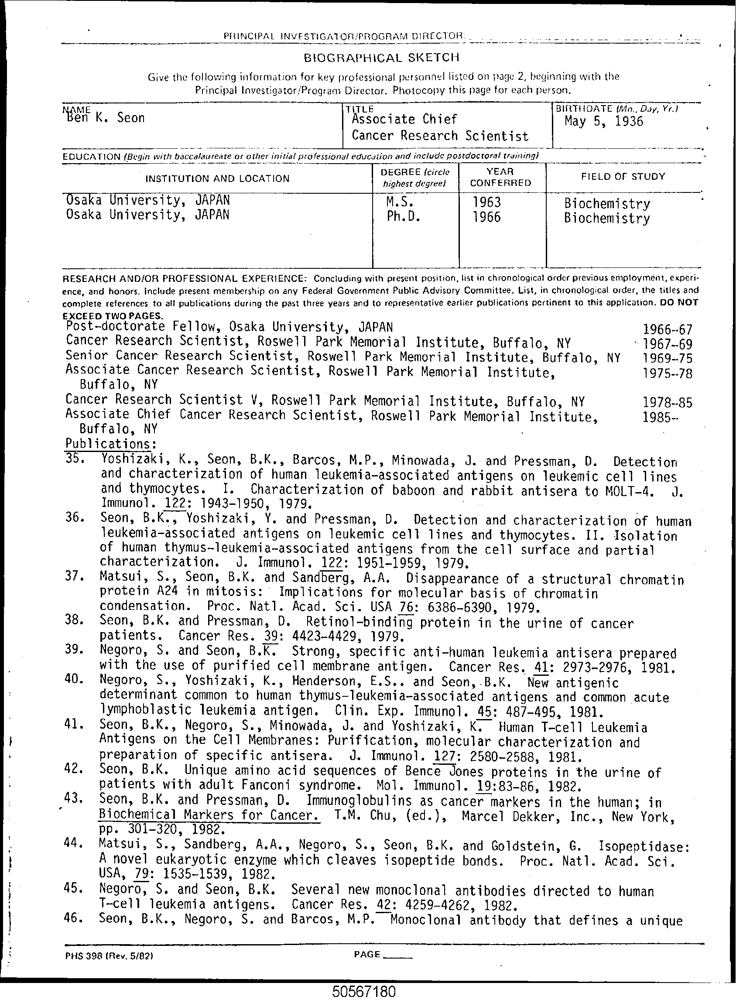 PRINCIPAL INVESTIGATOR/PROGRAM DIRECTOR:
BIOGRAPHICAL SKETCH
Give the following information for key professional personnel listed on page 2, beginning with the
Principal Investigator/Program Director. Photocopy this page for each person.
NAME
Ben K. Seon
TITLE
Associate Chief
Cancer Research Scientist
BIRTHDATE (Mo., Day, Yr.)
May 5, 1936
EDUCATION (Begin with baccalaureate or other initial professional education and include postdoctoral training)
INSTITUTION AND LOCATION
DEGREE (circle
highest degree)
YEAR
CONFERRED
FIELD OF STUDY
Osaka University, JAPAN M.S. 1963 Biochemistry
Osaka University, JAPAN Ph.D. 1966 Biochemistry
RESEARCH AND/OR PROFESSIONAL EXPERIENCE: Concluding with present position, list in chronological order previous employment, experi-
ence, and honors. Include present membership on any Federal Government Public Advisory Committee. List, in chronological order, the titles and
complete references to all publications during the past three years and to representative earlier publications pertinent to this application. DO NOT
EXCEED TWO PAGES.
Post-doctorate Fellow, Osaka University, JAPAN 1966-67
Cancer Research Scientist, Roswell Park Memorial Institute, Buffalo, NY 1967-69
Senior Cancer Research Scientist, Roswell Park Memorial Institute, Buffalo, NY 1969-75
Associate Cancer Research Scientist, Roswell Park Memorial Institute, 1975-78
Buffalo, NY
Cancer Research Scientist V, Roswell Park Memorial Institute, Buffalo, NY 1978-85
Associate Chief Cancer Research Scientist, Roswell Park Memorial Institute, 1985-
Buffalo, NY
Publications:
35. Yoshizaki, K., Seon, B.K., Barcos, M.P., Minowada, J. and Pressman, D. Detection
and characterization of human leukemia-associated antigens on leukemic cell lines
and thymocytes. I. Characterization of baboon and rabbit antisera to MOLT-4. J.
Immunol. 122: 1943-1950, 1979.
36. Seon, B.K., Yoshizaki, Y. and Pressman, D. Detection and characterization of human
leukemia-associated antigens on leukemic cell lines and thymocytes. II. Isolation
of human thymus-leukemia-associated antigens from the cell surface and partial
characterization. J. Immunol. 122: 1951-1959, 1979.
37. Matsui, S., Seon, B.K. and Sandberg, A.A. Disappearance of a structural chromatin
protein A24 in mitosis: Implications for molecular basis of chromatin
condensation. Proc. Natl. Acad. Sci. USA 76: 6386-6390, 1979.
38. Seon, B.K. and Pressman, D. Retinol-binding protein in the urine of cancer
patients. Cancer Res. 39: 4423-4429, 1979.
39. Negoro, S. and Seon, B.K. Strong, specific anti-human leukemia antisera prepared
with the use of purified cell membrane antigen. Cancer Res. 41: 2973-2976, 1981.
40. Negoro, S., Yoshizaki, K., Henderson, E.S.. and Seon, B.K. New antigenic
determinant common to human thymus-leukemia-associated antigens and common acute
lymphoblastic leukemia antigen. Clin. Exp. Immunol. 45: 487-495, 1981.
41. Seon, B.K., Negoro, S., Minowada, J. and Yoshizaki, K. Human T-cell Leukemia
Antigens on the Cell Membranes: Purification, molecular characterization and
preparation of specific antisera. J. Immunol. 127: 2580-2588, 1981.
42. Seon, B.K. Unique amino acid sequences of Bence Jones proteins in the urine of
patients with adult Fanconi syndrome. Mol. Immunol. 19:83-86, 1982.
43. Seon, B.K. and Pressman, D. Immunoglobulins as cancer markers in the human; in
Biochemical Markers for Cancer. T.M. Chu, (ed.), Marcel Dekker, Inc., New York,
pp. 301-320, 1982.
44. Matsui, S., Sandberg, A.A., Negoro, S., Seon, B.K. and Goldstein, G. Isopeptidase:
A novel eukaryotic enzyme which cleaves isopeptide bonds. Proc. Natl. Acad. Sci.
USA, 79: 1535-1539, 1982.
45. Negoro, S. and Seon, B.K. Several new monoclonal antibodies directed to human
T-cell leukemia antigens. Cancer Res. 42: 4259-4262, 1982.
46. Seon, B.K., Negoro, S. and Barcos, M.P. Monoclonal antibody that defines a unique
PHS 398 (Rev. 5/82)
PAGE
50567180